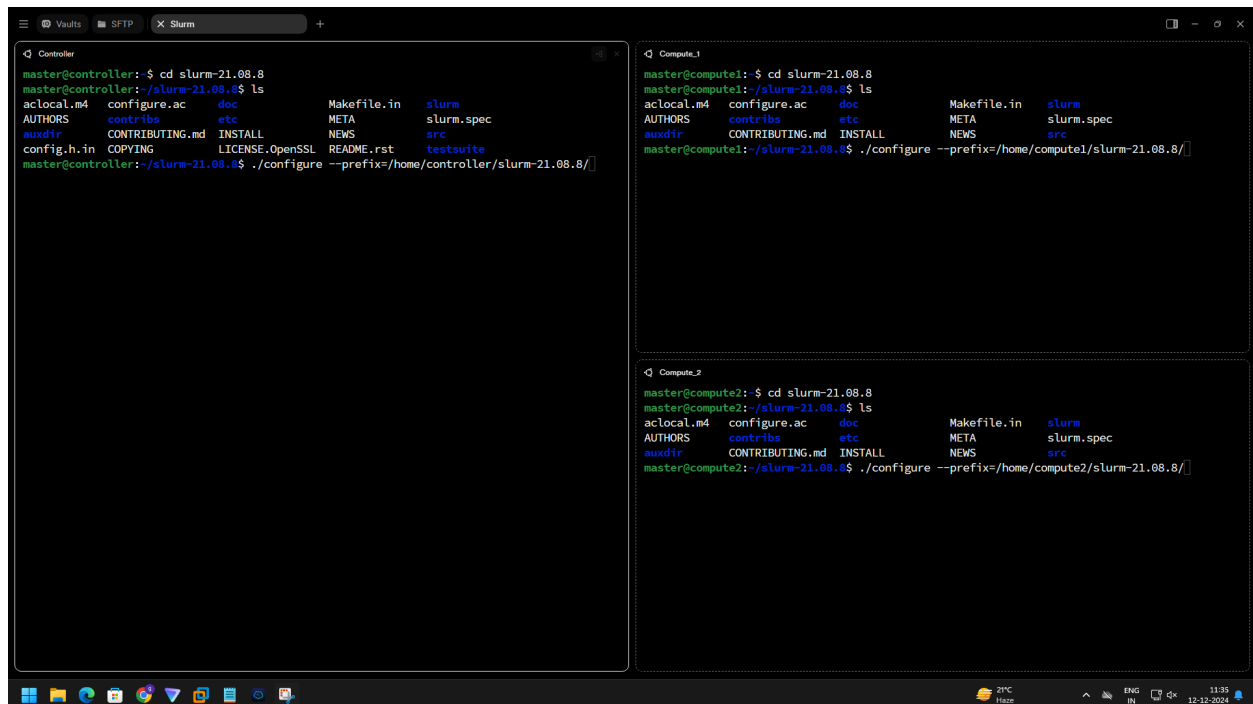 Vaults SFTP Slurm
Controller
master@controller:~$ cd slurm-21.08.8
master@controller:~/slurm-21.08.8$ ls
aclocal.m4 configure.ac doc Makefile.in slurm
AUTHORS contribs etc META slurm.spec
auxdir CONTRIBUTING.md INSTALL NEWS src
config.h.in COPYING LICENSE.OpenSSL README.rst testsuite
master@controller:~/slurm-21.08.8$ ./configure --prefix=/home/controller/slurm-21.08.8/
Compute_1
master@compute1:~$ cd slurm-21.08.8
master@compute1:~/slurm-21.08.8$ ls
aclocal.m4 configure.ac doc Makefile.in slurm
AUTHORS contribs etc META slurm.spec
auxdir CONTRIBUTING.md INSTALL NEWS src
master@compute1:~/slurm-21.08.8$ ./configure --prefix=/home/compute1/slurm-21.08.8/
Compute_2
master@compute2:~$ cd slurm-21.08.8
master@compute2:~/slurm-21.08.8$ ls
aclocal.m4 configure.ac doc Makefile.in slurm
AUTHORS contribs etc META slurm.spec
auxdir CONTRIBUTING.md INSTALL NEWS src
master@compute2:~/slurm-21.08.8$ ./configure --prefix=/home/compute2/slurm-21.08.8/
21°C
Haze
ENG
IN
11:35
12-12-2024